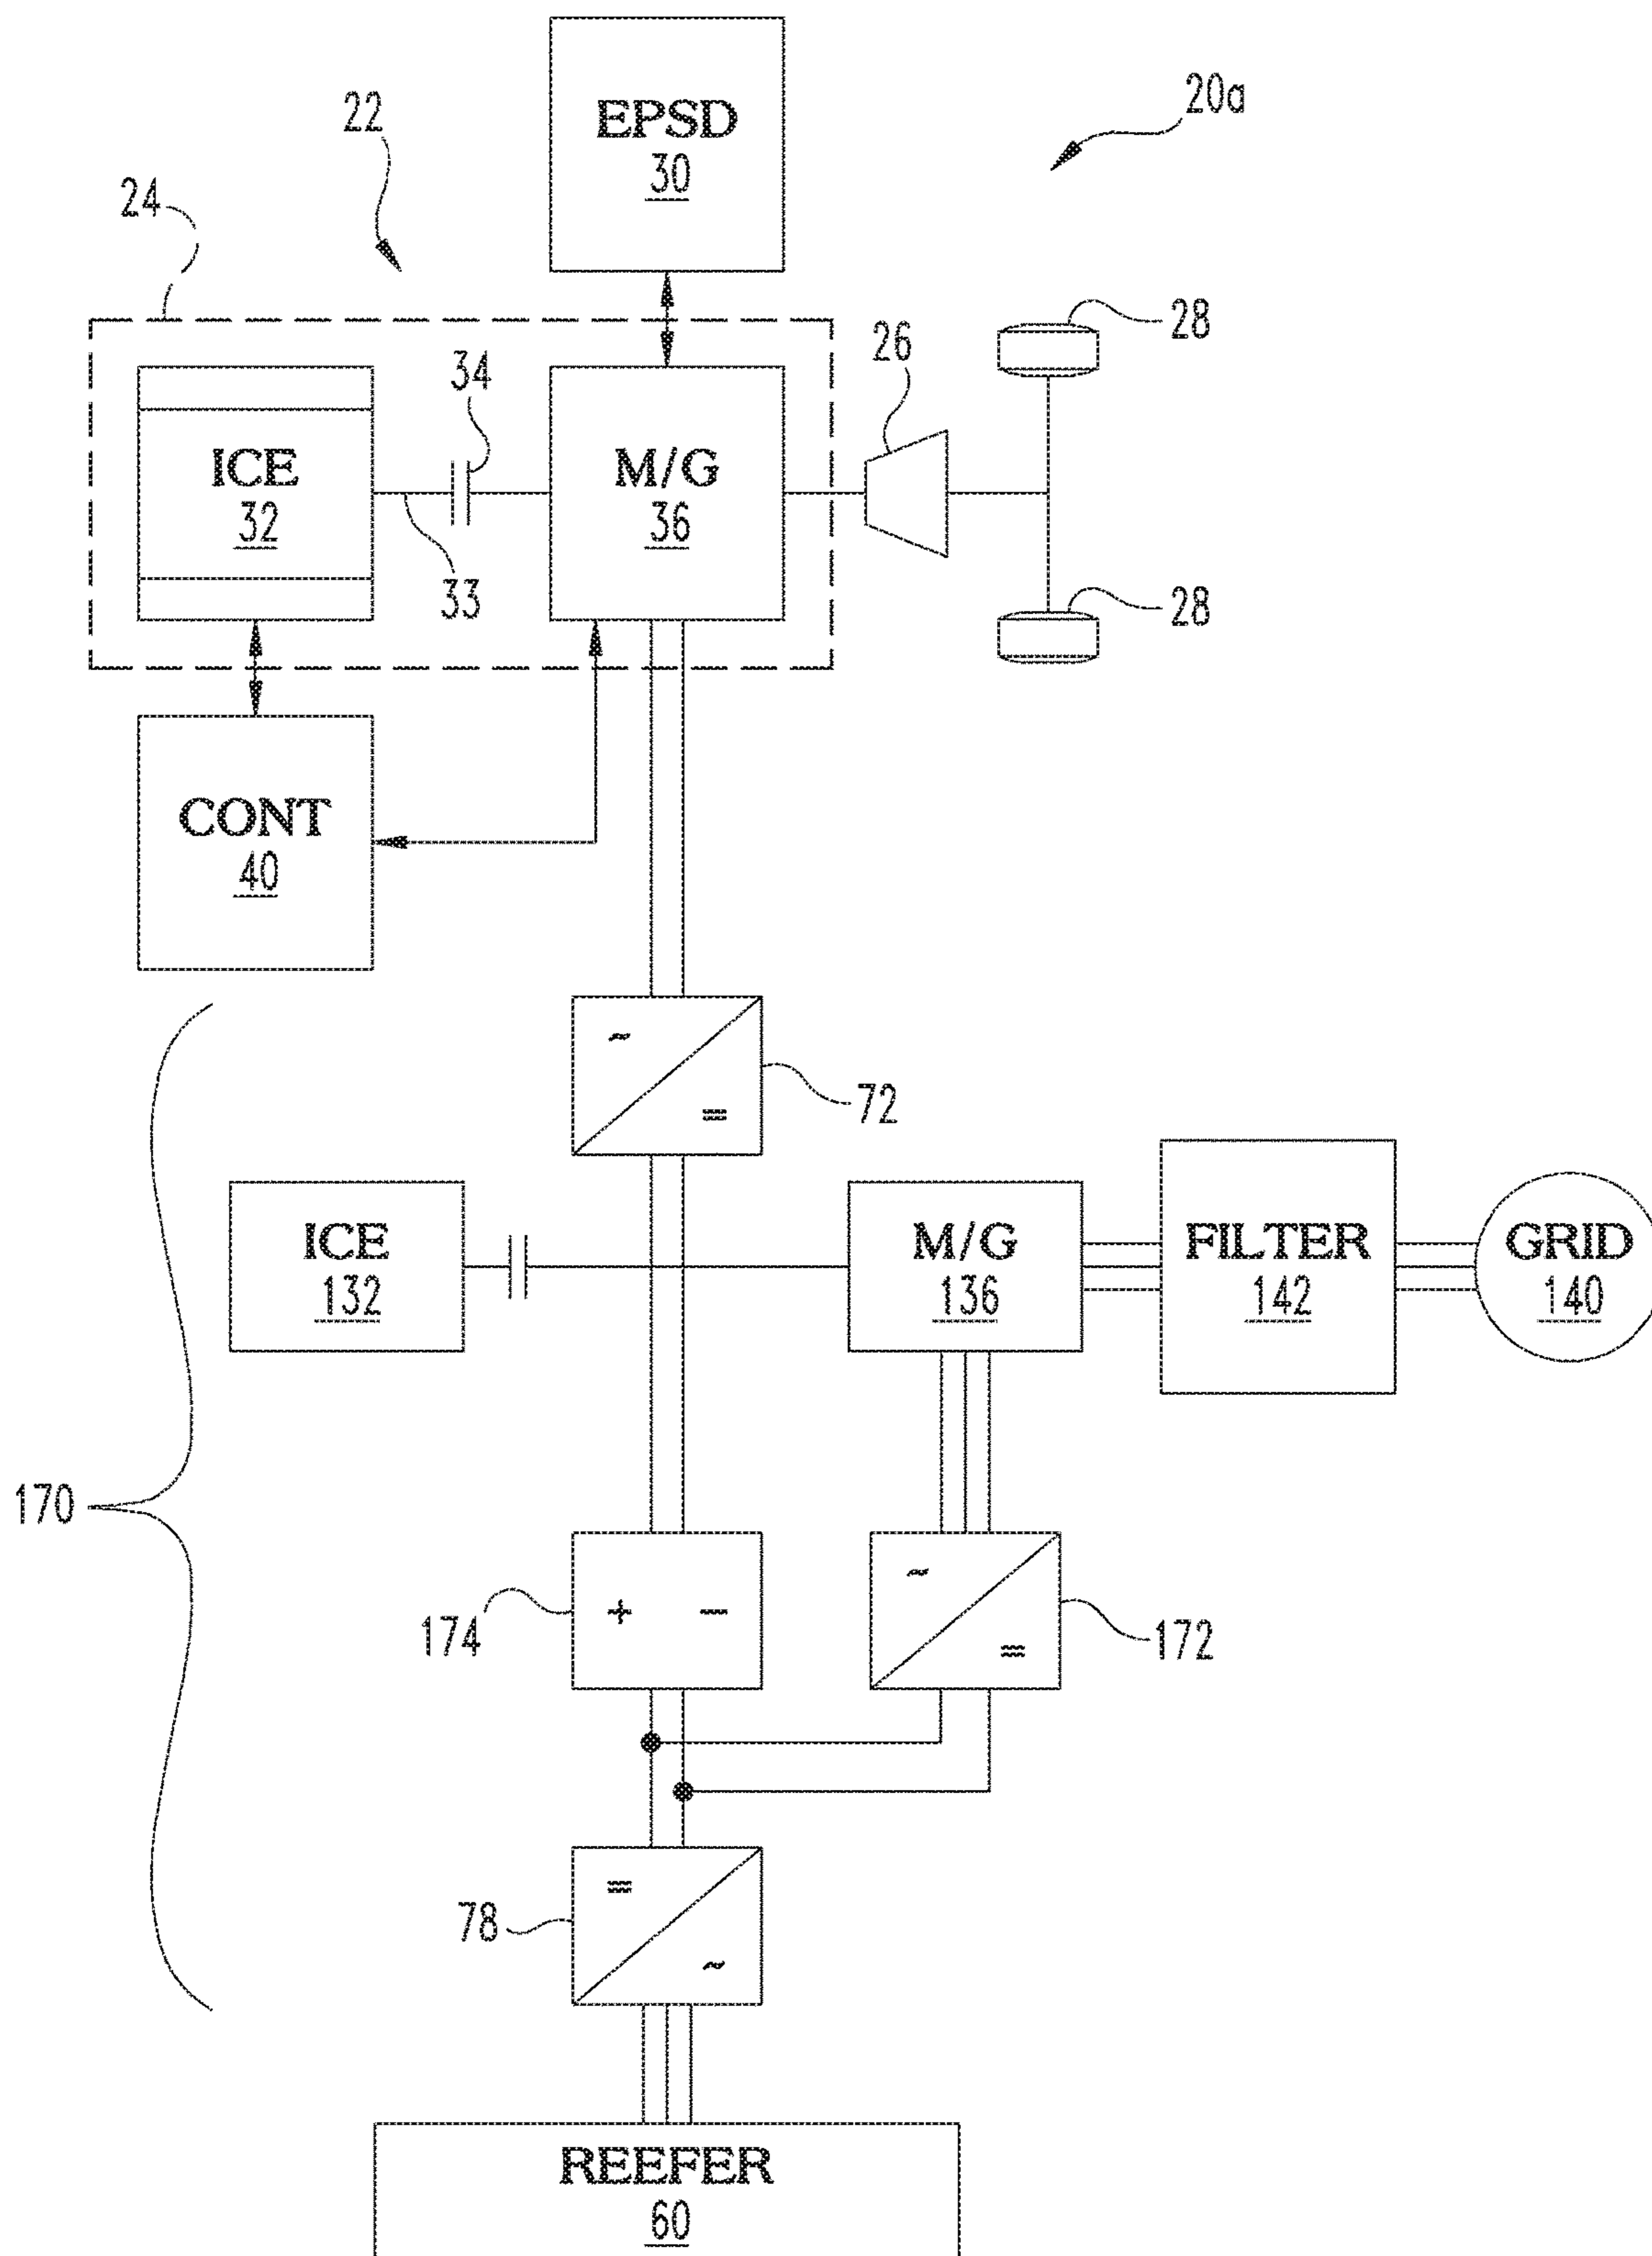 EPSD
30
20a
22
24
ICE
32
34
33
M/G
36
26
28
28
CONT
40
~
=
72
ICE
132
M/G
136
FILTER
142
GRID
140
170
174
+ −
~
=
172
78
=
~
REEFER
60